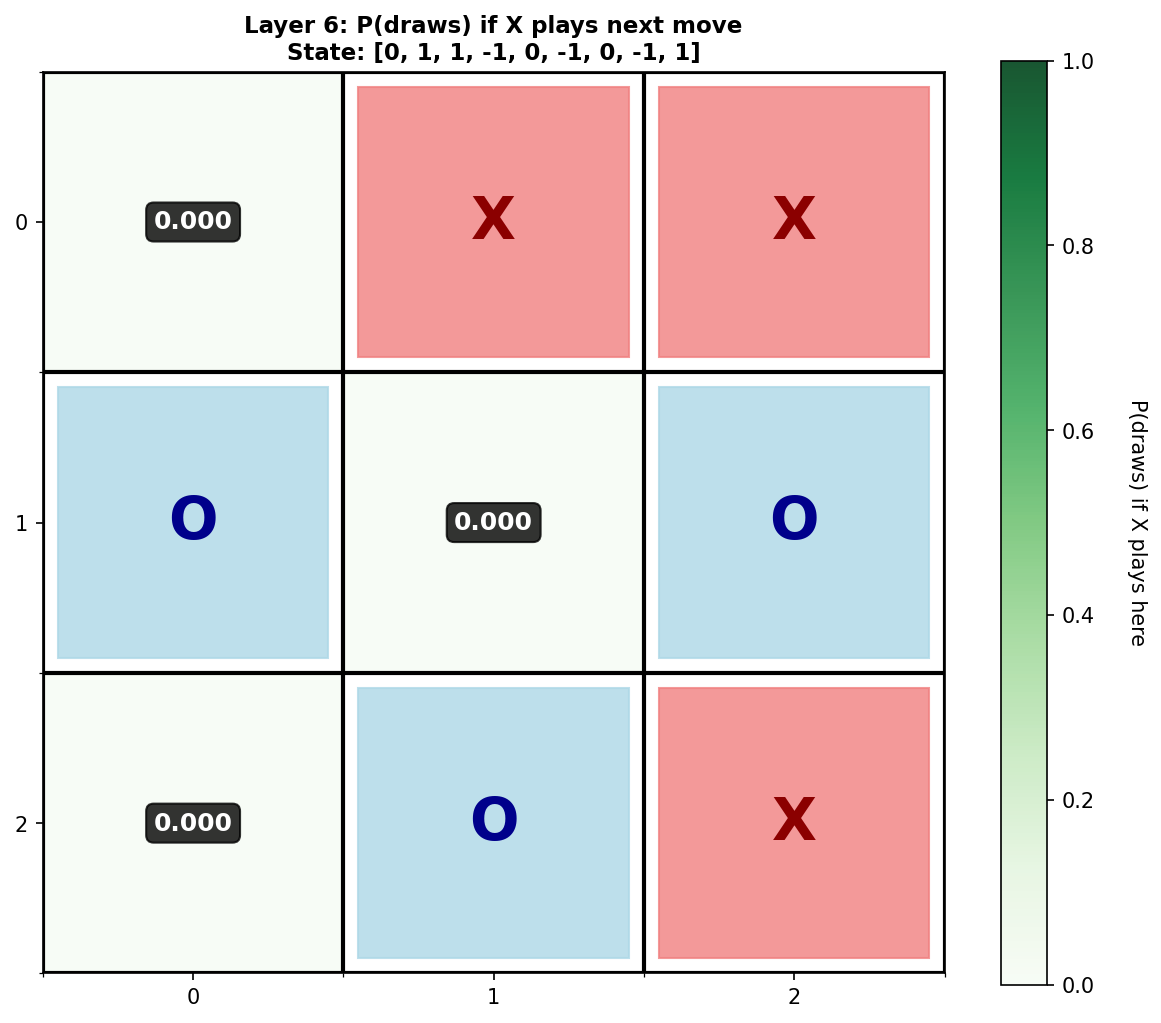 Layer 6: P(draws) if X plays next move
State: [0, 1, 1, -1, 0, -1, 0, -1, 1]
1.0
0.8
0.6
0.4
0.2
0.0
P(draws) if X plays here
0
0.000
X
X
1
O
0.000
O
2
0.000
O
X
0
1
2